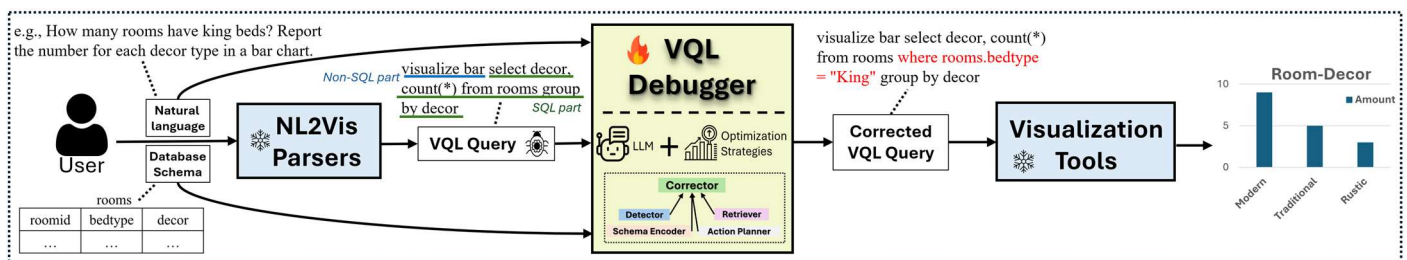 e.g., How many rooms have king beds? Report
the number for each decor type in a bar chart.
Natural
language
User
Database
Schema
rooms
roomid bedtype decor
... ... ...
NL2Vis
Parsers
Non-SQL part
visualize bar select decor,
count(*) from rooms group
by decor
SQL part
VQL Query
VQL
Debugger
LLM + Optimization
Strategies
Corrector
Detector Retriever
Schema Encoder Action Planner
visualize bar select decor, count(*)
from rooms where rooms.bedtype
= "King" group by decor
Corrected
VQL Query
Visualization
Tools
Room-Decor
Amount
10
5
0
Modern
Traditional
Rustic